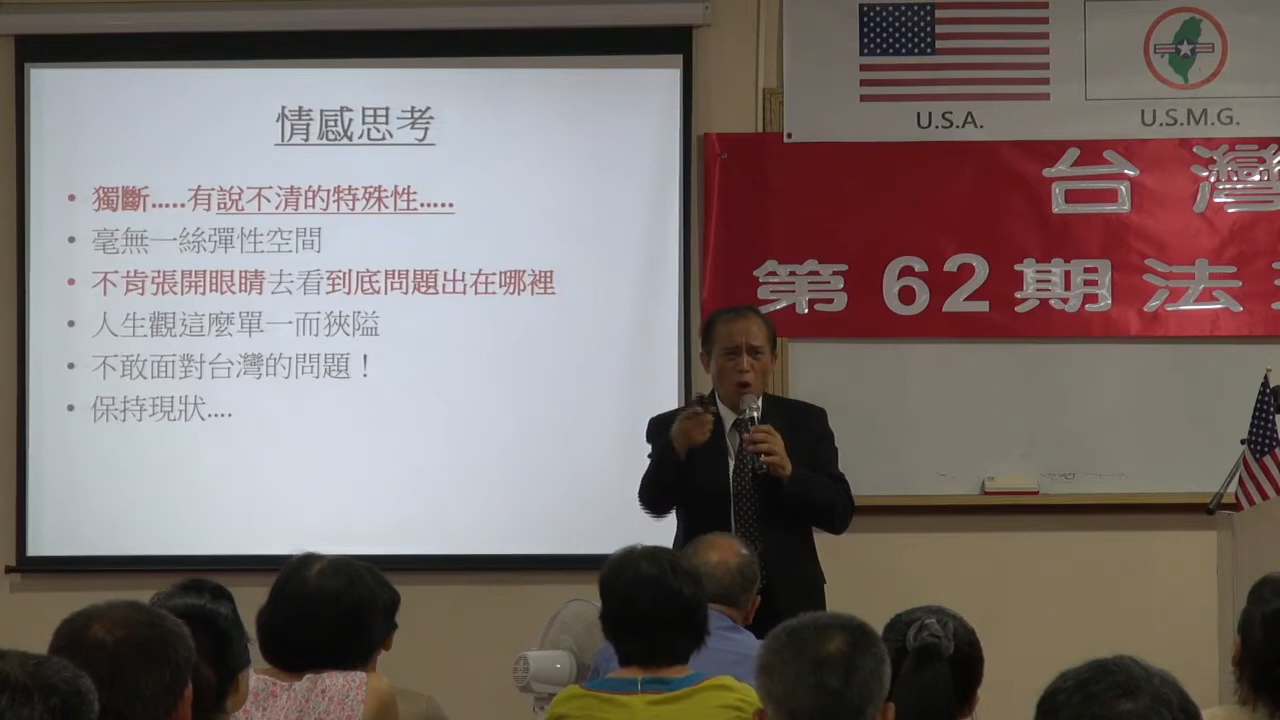 情感思考
• 獨斷.....有說不清的特殊性.....
• 毫無一絲彈性空間
• 不肯張開眼睛去看到底問題出在哪裡
• 人生觀這麼單一而狹隘
• 不敢面對台灣的問題！
• 保持現狀....
U.S.A.
U.S.M.G.
台灣
第62期法